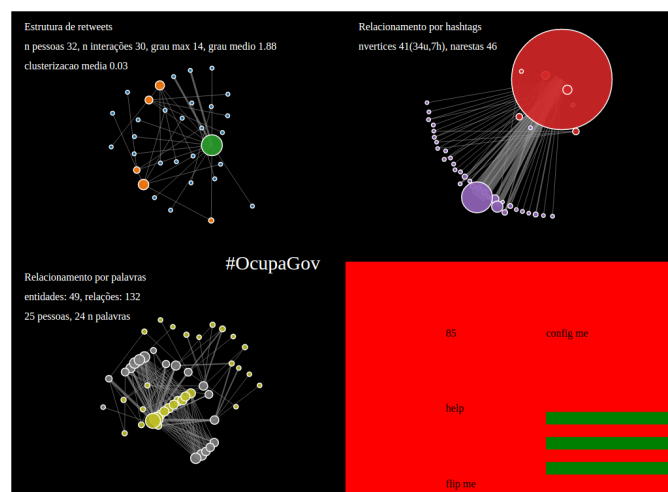 Estrutura de retweets
n pessoas 32, n interações 30, grau max 14, grau medio 1.88
clusterizacao media 0.03
Relacionamento por hashtags
nvertices 41(34u,7h), narestas 46
#OcupaGov
Relacionamento por palavras
entidades: 49, relações: 132
25 pessoas, 24 n palavras
85
config me
help
flip me